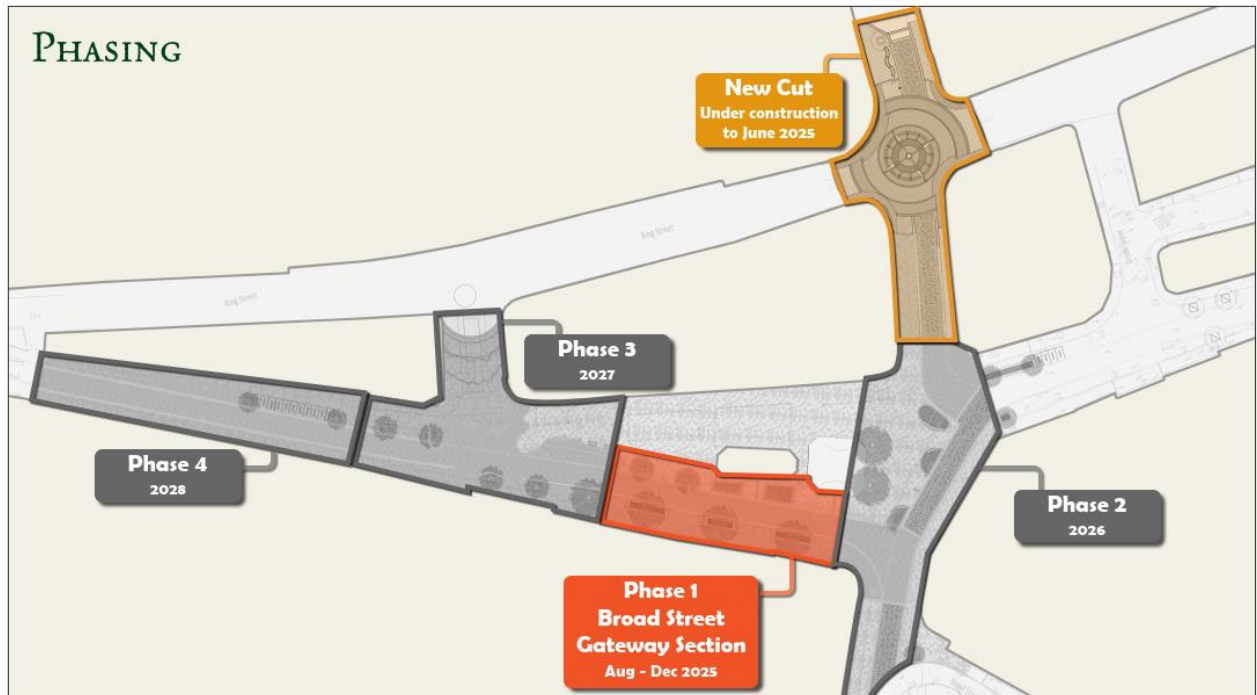 PHASING
New Cut
Under construction
to June 2025
King Street
King Street
Phase 3
2027
Phase 4
2028
Phase 2
2026
Phase 1
Broad Street
Gateway Section
Aug - Dec 2025